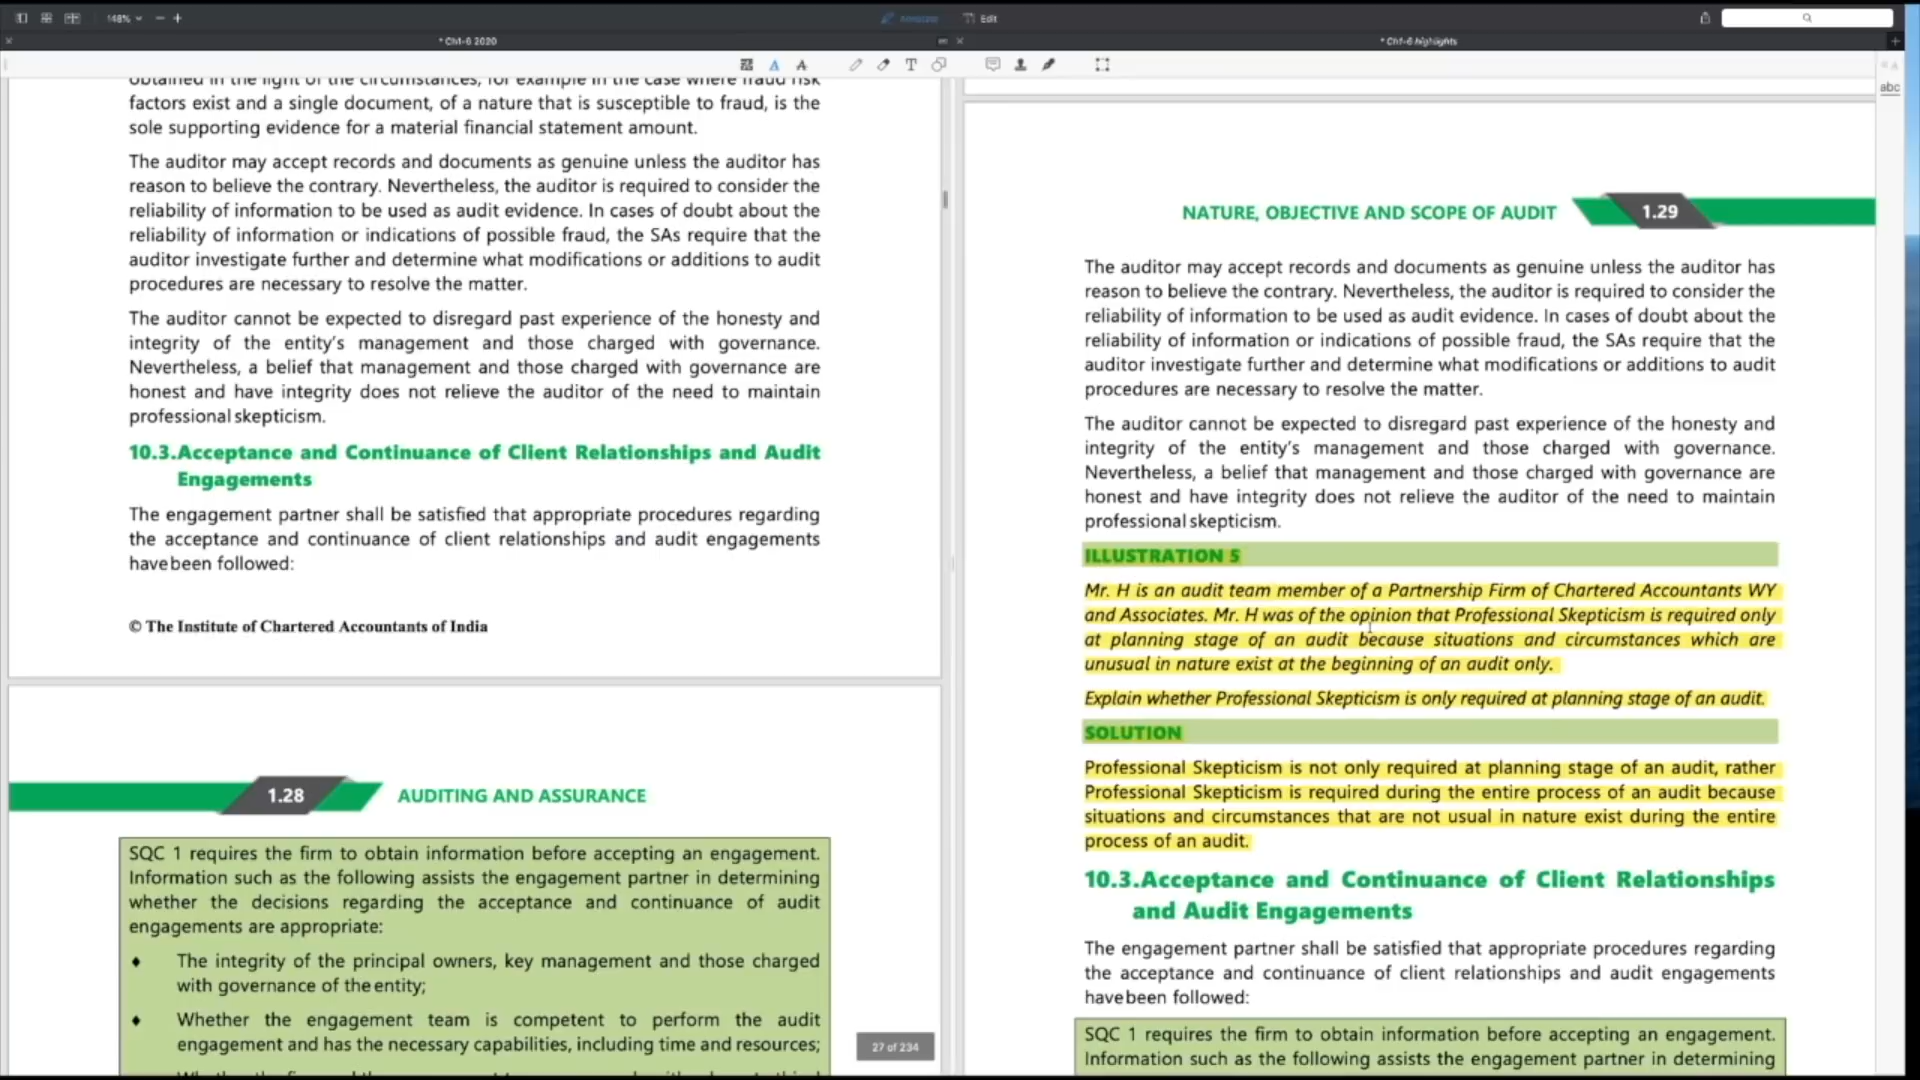 148%
Annotate
Edit
* Ch1-6 2020
* Ch1-6 highlights
abc
obtained in the light of the circumstances, for example in the case where fraud risk
factors exist and a single document, of a nature that is susceptible to fraud, is the
sole supporting evidence for a material financial statement amount.
The auditor may accept records and documents as genuine unless the auditor has
reason to believe the contrary. Nevertheless, the auditor is required to consider the
reliability of information to be used as audit evidence. In cases of doubt about the
reliability of information or indications of possible fraud, the SAs require that the
auditor investigate further and determine what modifications or additions to audit
procedures are necessary to resolve the matter.
The auditor cannot be expected to disregard past experience of the honesty and
integrity of the entity's management and those charged with governance.
Nevertheless, a belief that management and those charged with governance are
honest and have integrity does not relieve the auditor of the need to maintain
professional skepticism.
10.3.Acceptance and Continuance of Client Relationships and Audit
Engagements
The engagement partner shall be satisfied that appropriate procedures regarding
the acceptance and continuance of client relationships and audit engagements
have been followed:
© The Institute of Chartered Accountants of India
1.28
AUDITING AND ASSURANCE
SQC 1 requires the firm to obtain information before accepting an engagement.
Information such as the following assists the engagement partner in determining
whether the decisions regarding the acceptance and continuance of audit
engagements are appropriate:
♦ The integrity of the principal owners, key management and those charged
with governance of the entity;
♦ Whether the engagement team is competent to perform the audit
engagement and has the necessary capabilities, including time and resources;
27 of 234
NATURE, OBJECTIVE AND SCOPE OF AUDIT
1.29
The auditor may accept records and documents as genuine unless the auditor has
reason to believe the contrary. Nevertheless, the auditor is required to consider the
reliability of information to be used as audit evidence. In cases of doubt about the
reliability of information or indications of possible fraud, the SAs require that the
auditor investigate further and determine what modifications or additions to audit
procedures are necessary to resolve the matter.
The auditor cannot be expected to disregard past experience of the honesty and
integrity of the entity's management and those charged with governance.
Nevertheless, a belief that management and those charged with governance are
honest and have integrity does not relieve the auditor of the need to maintain
professional skepticism.
ILLUSTRATION 5
Mr. H is an audit team member of a Partnership Firm of Chartered Accountants WY
and Associates. Mr. H was of the opinion that Professional Skepticism is required only
at planning stage of an audit because situations and circumstances which are
unusual in nature exist at the beginning of an audit only.
Explain whether Professional Skepticism is only required at planning stage of an audit.
SOLUTION
Professional Skepticism is not only required at planning stage of an audit, rather
Professional Skepticism is required during the entire process of an audit because
situations and circumstances that are not usual in nature exist during the entire
process of an audit.
10.3.Acceptance and Continuance of Client Relationships
and Audit Engagements
The engagement partner shall be satisfied that appropriate procedures regarding
the acceptance and continuance of client relationships and audit engagements
have been followed:
SQC 1 requires the firm to obtain information before accepting an engagement.
Information such as the following assists the engagement partner in determining